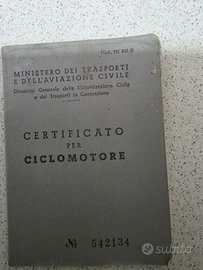 Mod. MC 821/E
MINISTERO DEI TRASPORTI
E DELL'AVIAZIONE CIVILE
Direzione Generale della Motorizzazione Civile
e dei Trasporti in Concessione
CERTIFICATO
PER
CICLOMOTORE
№ 542134
subito